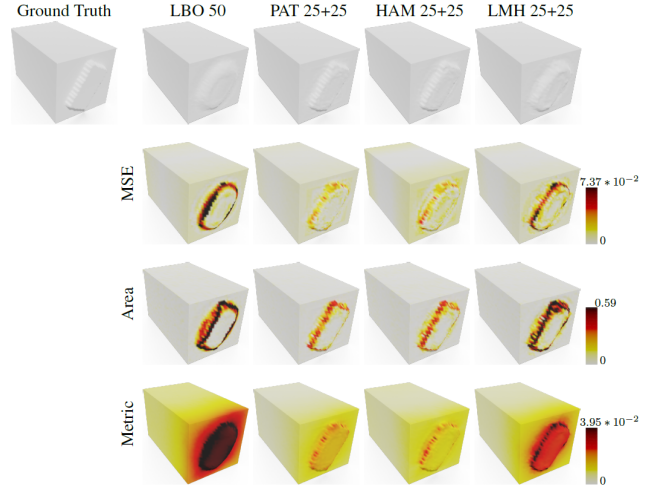 Ground Truth LBO 50 PAT 25+25 HAM 25+25 LMH 25+25
MSE
7.37 * 10⁻²
0
Area
0.59
0
Metric
3.95 * 10⁻²
0